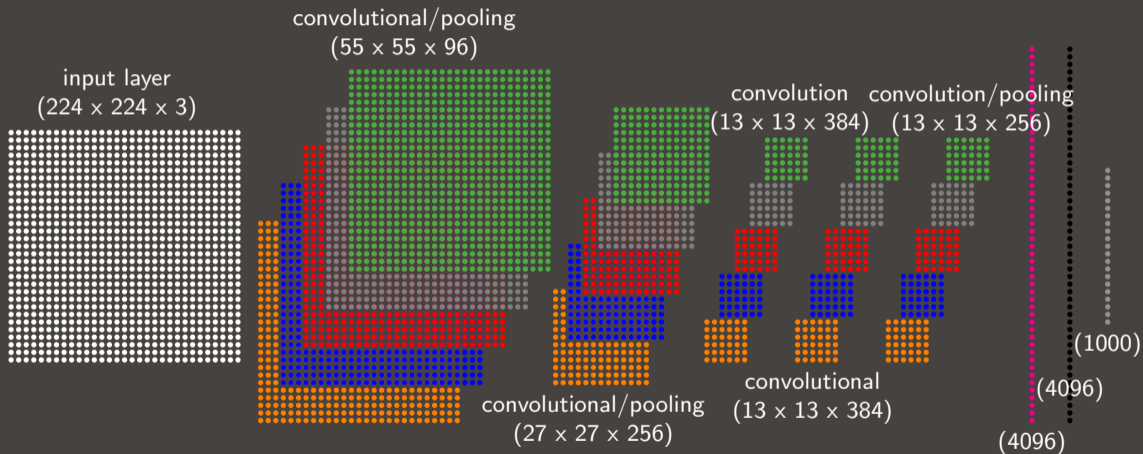 input layer
(224 x 224 x 3)
convolutional/pooling
(55 x 55 x 96)
convolutional/pooling
(27 x 27 x 256)
convolution
(13 x 13 x 384)
convolutional
(13 x 13 x 384)
convolution/pooling
(13 x 13 x 256)
(4096)
(4096)
(1000)